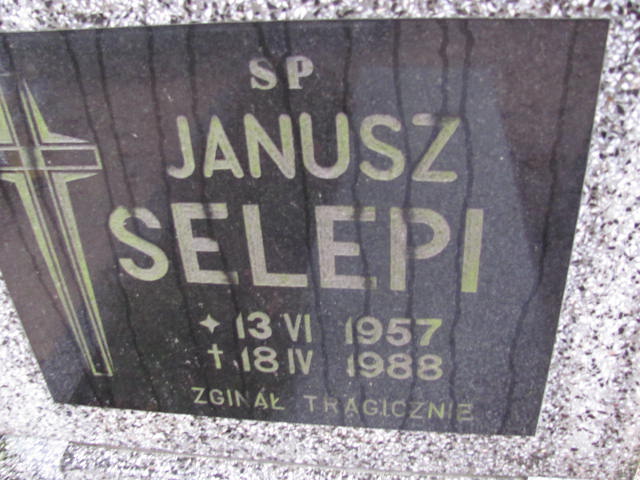 SP
JANUSZ
SELEPI
13 VI 1957
† 18 IV 1988
ZGINĄŁ TRAGICZNIE